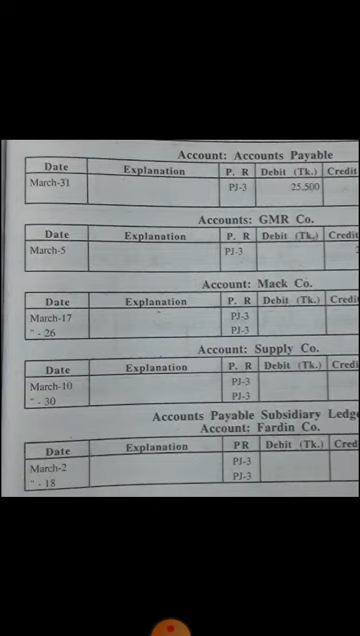 Account: Accounts Payable
Date Explanation P. R Debit (Tk.) Credit
March-31 PJ-3 25,500
Accounts: GMR Co.
Date Explanation P. R Debit (Tk.) Credit
March-5 PJ-3
Account: Mack Co.
Date Explanation P. R Debit (Tk.) Credit
March-17 PJ-3
" - 26 PJ-3
Account: Supply Co.
Date Explanation P. R Debit (Tk.) Credit
March-10 PJ-3
" - 30 PJ-3
Accounts Payable Subsidiary Ledge
Account: Fardin Co.
Date Explanation PR Debit (Tk.) Cred
March-2 PJ-3
" - 18 PJ-3